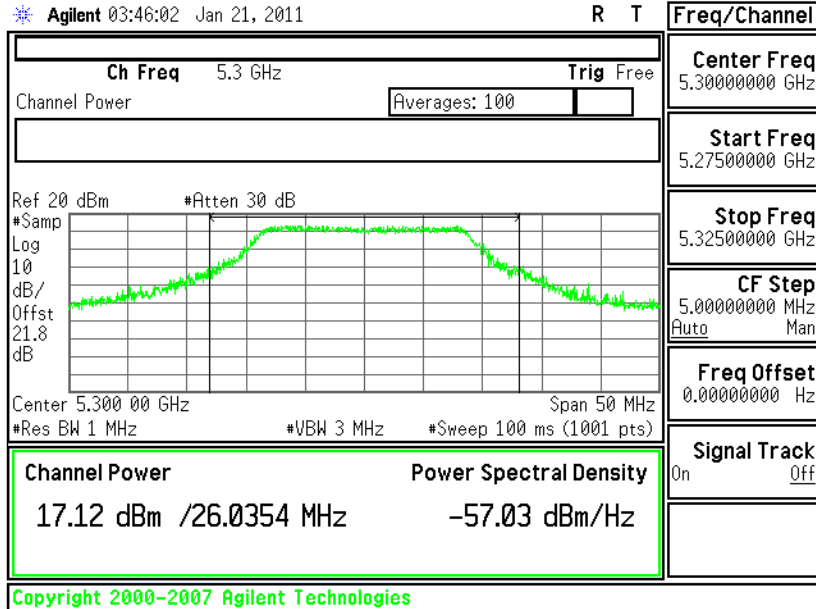 Agilent 03:46:02 Jan 21, 2011 R T
Freq/Channel
Ch Freq 5.3 GHz Trig Free
Channel Power Averages: 100
Ref 20 dBm #Atten 30 dB
#Samp
Log
10
dB/
Offst
21.8
dB
Center 5.300 00 GHz Span 50 MHz
#Res BW 1 MHz #VBW 3 MHz #Sweep 100 ms (1001 pts)
Channel Power Power Spectral Density
17.12 dBm /26.0354 MHz -57.03 dBm/Hz
Center Freq
5.30000000 GHz
Start Freq
5.27500000 GHz
Stop Freq
5.32500000 GHz
CF Step
5.00000000 MHz
Auto Man
Freq Offset
0.00000000 Hz
Signal Track
On Off
Copyright 2000-2007 Agilent Technologies